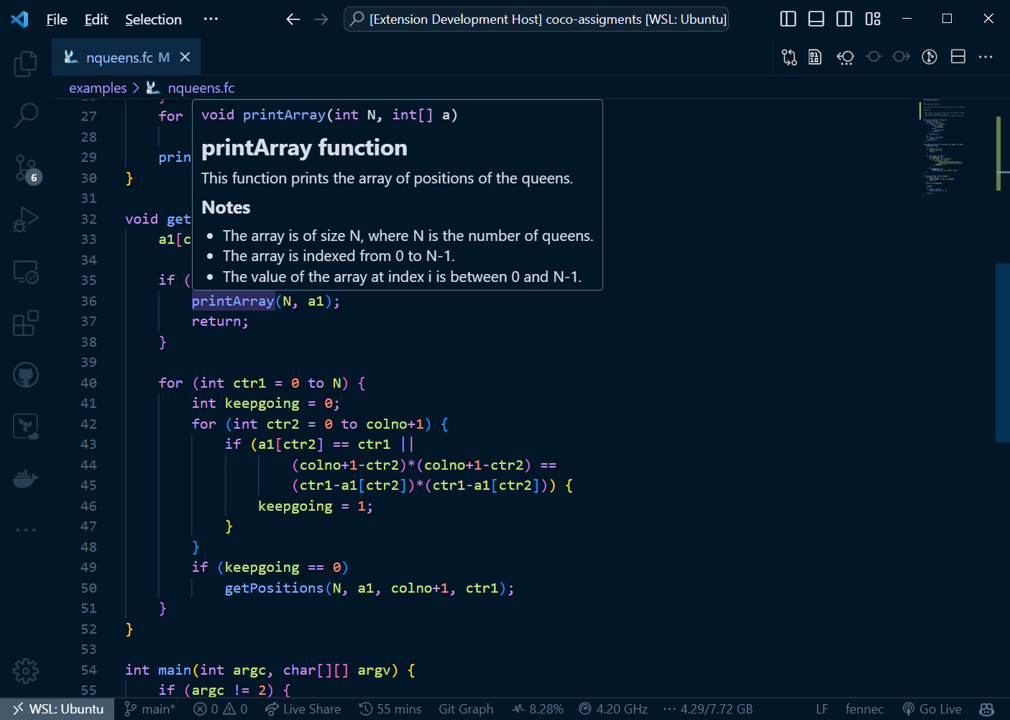 File Edit Selection ··· [Extension Development Host] coco-assigments [WSL: Ubuntu]
nqueens.fc M
examples > nqueens.fc
27 for
28
29 prin
30 }
31
32 void get
33 a1[c
34
35 if (
void printArray(int N, int[] a)
printArray function
This function prints the array of positions of the queens.
Notes
• The array is of size N, where N is the number of queens.
• The array is indexed from 0 to N-1.
• The value of the array at index i is between 0 and N-1.
36 printArray(N, a1);
37 return;
38 }
39
40 for (int ctr1 = 0 to N) {
41 int keepgoing = 0;
42 for (int ctr2 = 0 to colno+1) {
43 if (a1[ctr2] == ctr1 ||
44 (colno+1-ctr2)*(colno+1-ctr2) ==
45 (ctr1-a1[ctr2])*(ctr1-a1[ctr2])) {
46 keepgoing = 1;
47 }
48 }
49 if (keepgoing == 0)
50 getPositions(N, a1, colno+1, ctr1);
51 }
52 }
53
54 int main(int argc, char[][] argv) {
55 if (argc != 2) {
6
WSL: Ubuntu main* 0 0 Live Share 55 mins Git Graph 8.28% 4.20 GHz ··· 4.29/7.72 GB LF fennec Go Live